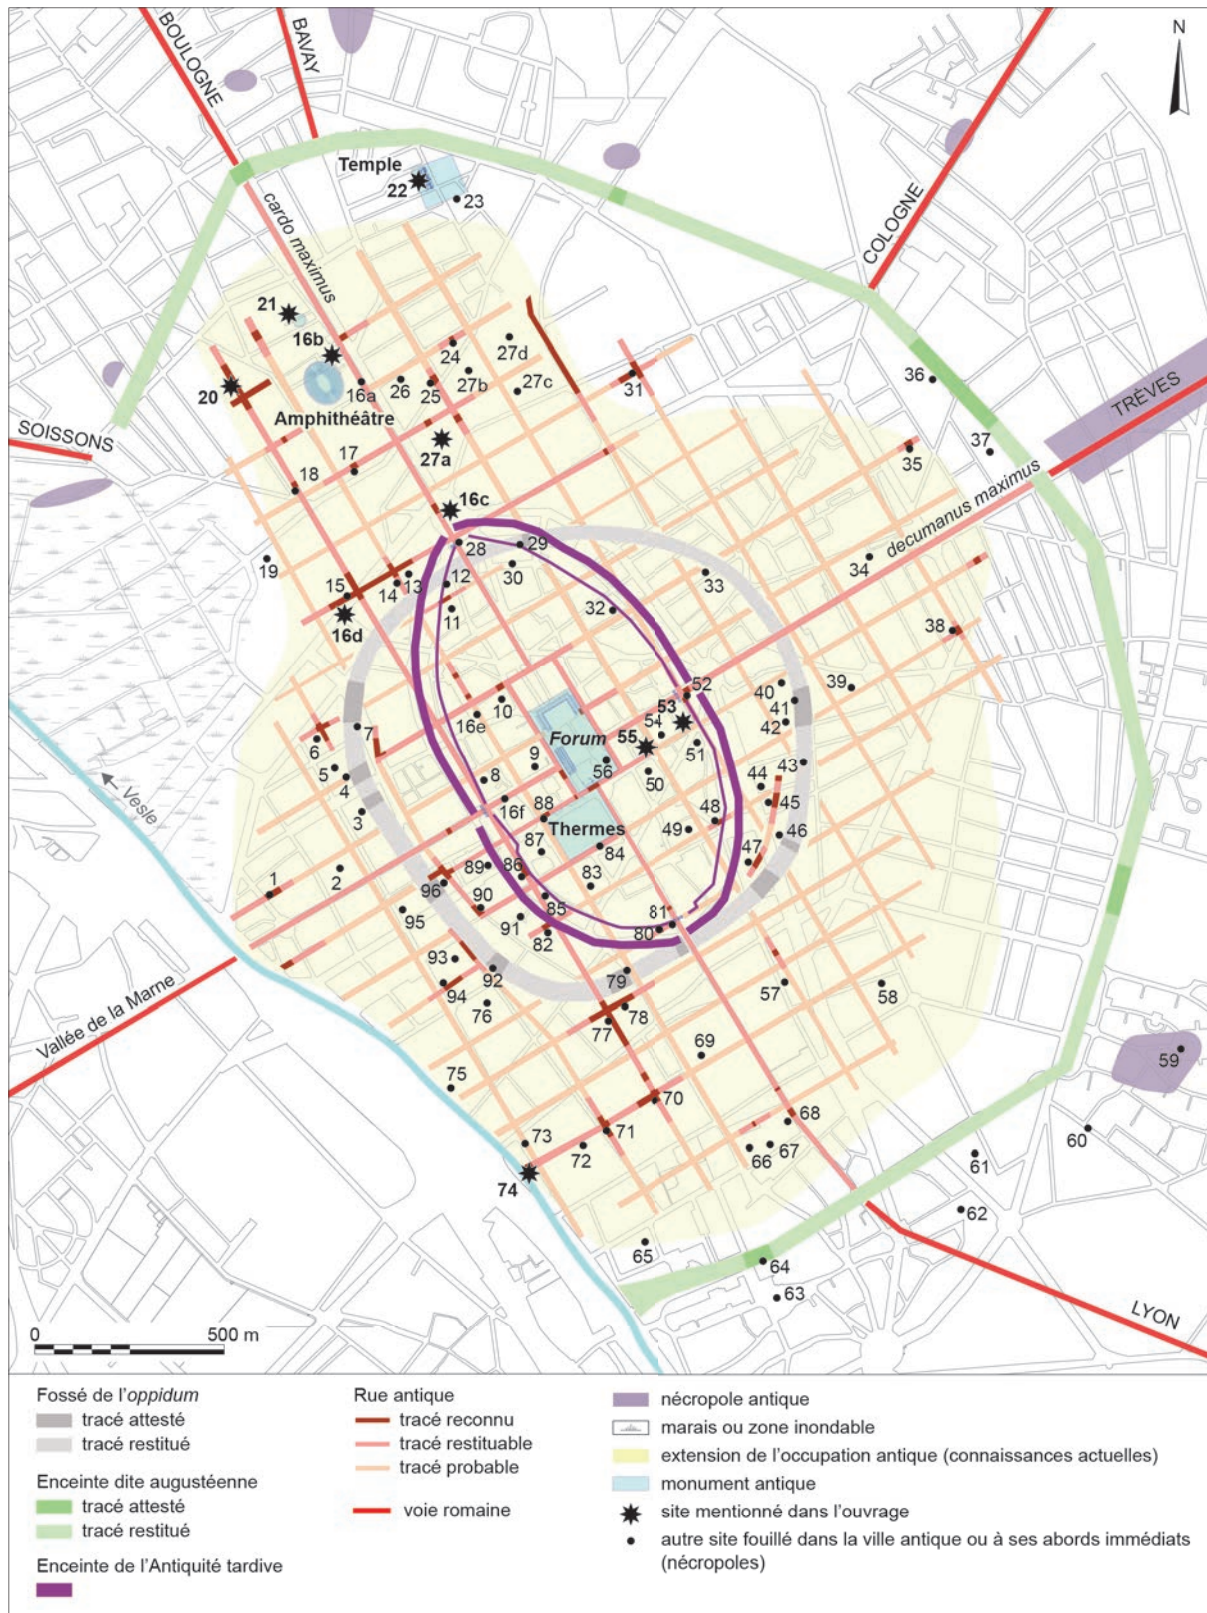 BOULOGNE
BAVAY
N
Temple
22
23
cardo maximus
COLOGNE
21
16b
24
27d
16a
26
25
27b
27c
31
36
20
Amphithéâtre
TRÈVES
SOISSONS
27a
37
17
35
18
16c
decumanus maximus
28
29
19
30
34
15
14
13
12
33
11
32
16d
38
52
40
39
10
53
41
16e
54
42
7
Forum
55
51
6
5
9
56
50
43
4
8
44
Vesle
3
16f
88
45
48
Thermes
49
46
87
84
47
2
89
86
83
1
96
90
85
81
95
91
82
80
93
92
79
57
58
94
Vallée de la Marne
76
78
77
69
59
75
70
68
71
60
73
72
66
67
61
74
62
65
64
63
LYON
0
500 m
Fossé de l'oppidum
tracé attesté
tracé restitué
Enceinte dite augustéenne
tracé attesté
tracé restitué
Enceinte de l'Antiquité tardive
Rue antique
tracé reconnu
tracé restituable
tracé probable
voie romaine
nécropole antique
marais ou zone inondable
extension de l'occupation antique (connaissances actuelles)
monument antique
site mentionné dans l'ouvrage
autre site fouillé dans la ville antique ou à ses abords immédiats
(nécropoles)